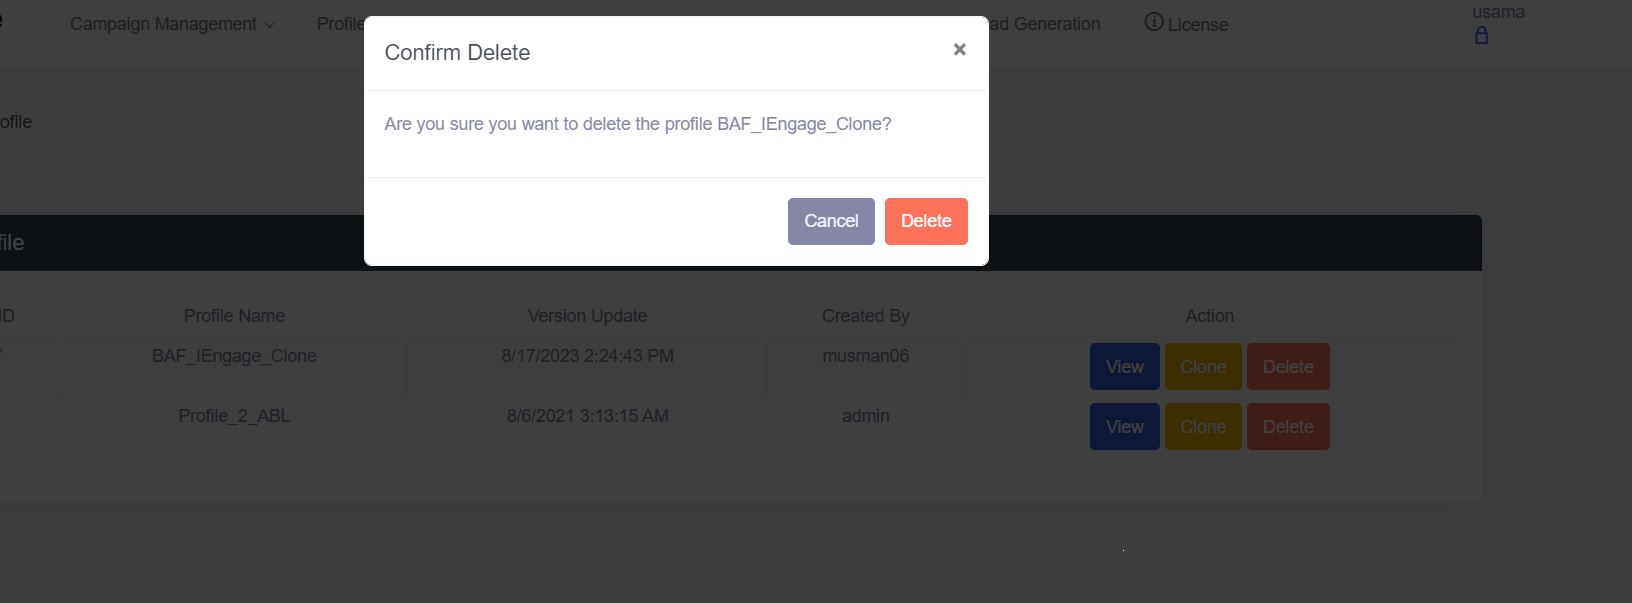 Campaign Management
Profile
ad Generation
License
usama
Confirm Delete
×
ofile
Are you sure you want to delete the profile BAF_IEngage_Clone?
Cancel
Delete
file
ID
Profile Name
Version Update
Created By
Action
BAF_IEngage_Clone
8/17/2023 2:24:43 PM
musman06
View
Clone
Delete
Profile_2_ABL
8/6/2021 3:13:15 AM
admin
View
Clone
Delete